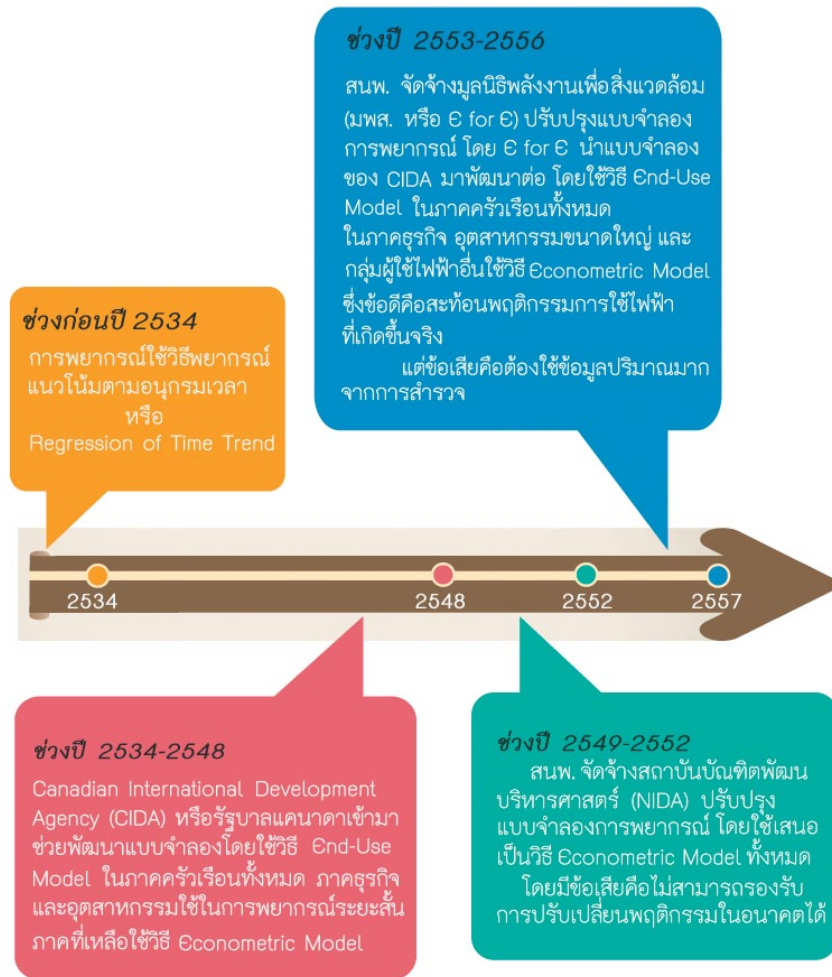 ช่วงปี 2553-2556
สนพ. จัดจ้างมูลนิธิพลังงานเพื่อสิ่งแวดล้อม
(มพส. หรือ E for E) ปรับปรุงแบบจำลอง
การพยากรณ์ โดย E for E นำแบบจำลอง
ของ CIDA มาพัฒนาต่อ โดยใช้วิธี End-Use
Model ในภาคครัวเรือนทั้งหมด
ในภาคธุรกิจ อุตสาหกรรมขนาดใหญ่ และ
กลุ่มผู้ใช้ไฟฟ้าอื่นใช้วิธี Econometric Model
ซึ่งข้อดีคือสะท้อนพฤติกรรมการใช้ไฟฟ้า
ที่เกิดขึ้นจริง
แต่ข้อเสียคือต้องใช้ข้อมูลปริมาณมาก
จากการสำรวจ
ช่วงก่อนปี 2534
การพยากรณ์ใช้วิธีพยากรณ์
แนวโน้มตามอนุกรมเวลา
หรือ
Regression of Time Trend
2534 2548 2552 2557
ช่วงปี 2534-2548
Canadian International Development
Agency (CIDA) หรือรัฐบาลแคนาดาเข้ามา
ช่วยพัฒนาแบบจำลองโดยใช้วิธี End-Use
Model ในภาคครัวเรือนทั้งหมด ภาคธุรกิจ
และอุตสาหกรรมใช้ในการพยากรณ์ระยะสั้น
ภาคที่เหลือใช้วิธี Econometric Model
ช่วงปี 2549-2552
สนพ. จัดจ้างสถาบันบัณฑิตพัฒน
บริหารศาสตร์ (NIDA) ปรับปรุง
แบบจำลองการพยากรณ์ โดยใช้เสนอ
เป็นวิธี Econometric Model ทั้งหมด
โดยมีข้อเสียคือไม่สามารถรองรับ
การปรับเปลี่ยนพฤติกรรมในอนาคตได้